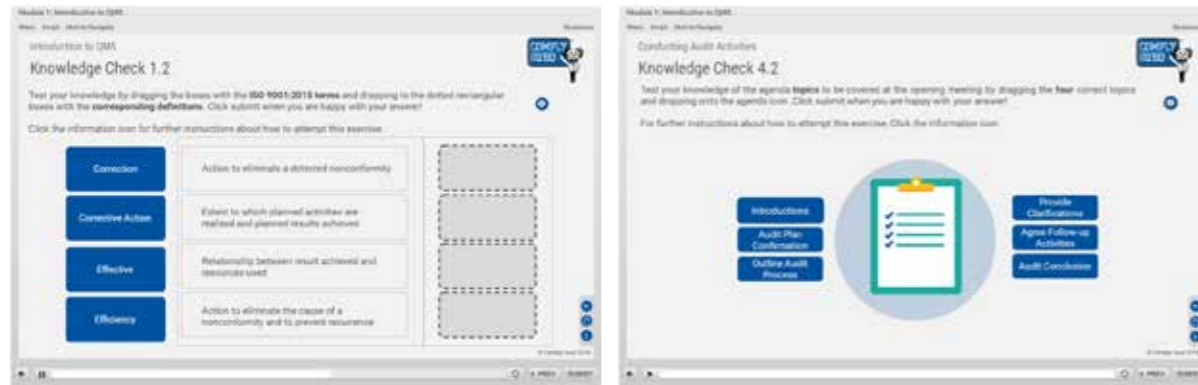 Module 1: Introduction to QMS
Introduction to QMS
Knowledge Check 1.2
COMPLY
GURU
Test your knowledge by dragging the boxes with the ISO 9001:2015 terms and dropping to the dotted rectangular
boxes with the corresponding definitions. Click submit when you are happy with your answer!
Click the information icon for further instructions about how to attempt this exercise.
Correction
Action to eliminate a detected nonconformity
Corrective Action
Extent to which planned activities are
realized and planned results achieved
Effective
Relationship between result achieved and
resources used
Efficiency
Action to eliminate the cause of a
nonconformity and to prevent recurrence
PREV
Module 1: Introduction to QMS
Conducting Audit Activities
Knowledge Check 4.2
COMPLY
GURU
Test your knowledge of the agenda topics to be covered at the opening meeting by dragging the four correct topics
and dropping onto the agenda icon. Click submit when you are happy with your answer!
For further instructions about how to attempt this exercise, Click the information icon
Introductions
Audit Plan
Confirmation
Outline Audit
Process
Provide
Clarifications
Agree Follow-up
Activities
Audit Conclusion
PREV